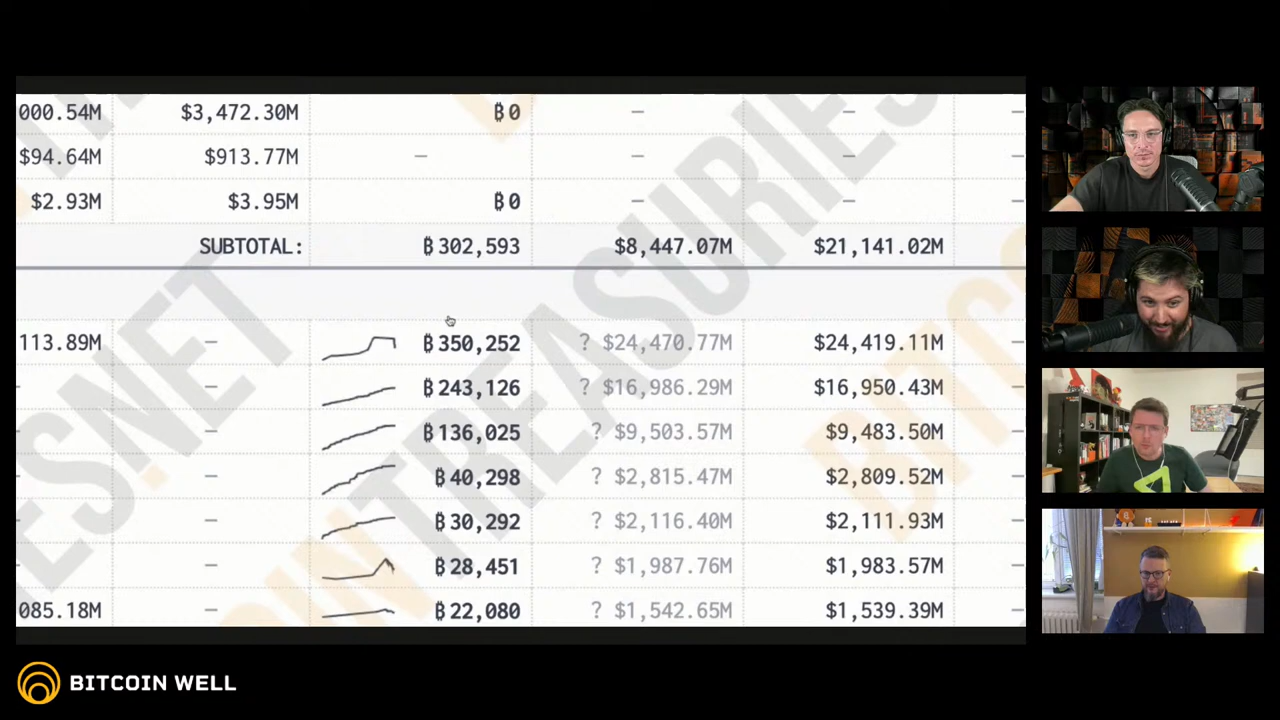 000.54M $3,472.30M ₿0 — —
$94.64M $913.77M — — — —
$2.93M $3.95M ₿0 — — —
SUBTOTAL: ₿302,593 $8,447.07M $21,141.02M
113.89M — ₿350,252 ? $24,470.77M $24,419.11M —
— ₿243,126 ? $16,986.29M $16,950.43M —
— ₿136,025 ? $9,503.57M $9,483.50M —
— ₿40,298 ? $2,815.47M $2,809.52M —
— ₿30,292 ? $2,116.40M $2,111.93M —
— ₿28,451 ? $1,987.76M $1,983.57M —
085.18M — ₿22,080 ? $1,542.65M $1,539.39M —
OINTREASURIES
ES.NET
BITCO
BITCOIN WELL